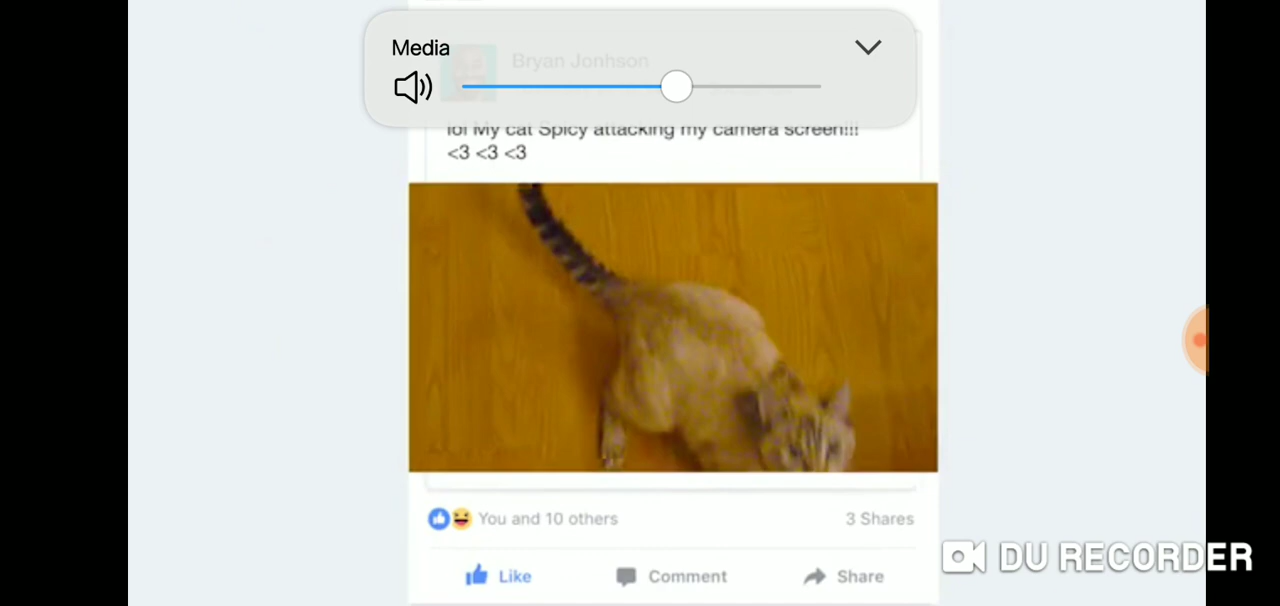 Media
Bryan Jonhson
lol My cat Spicy attacking my camera screen!!!
<3 <3 <3
You and 10 others
3 Shares
Like
Comment
Share
DU RECORDER